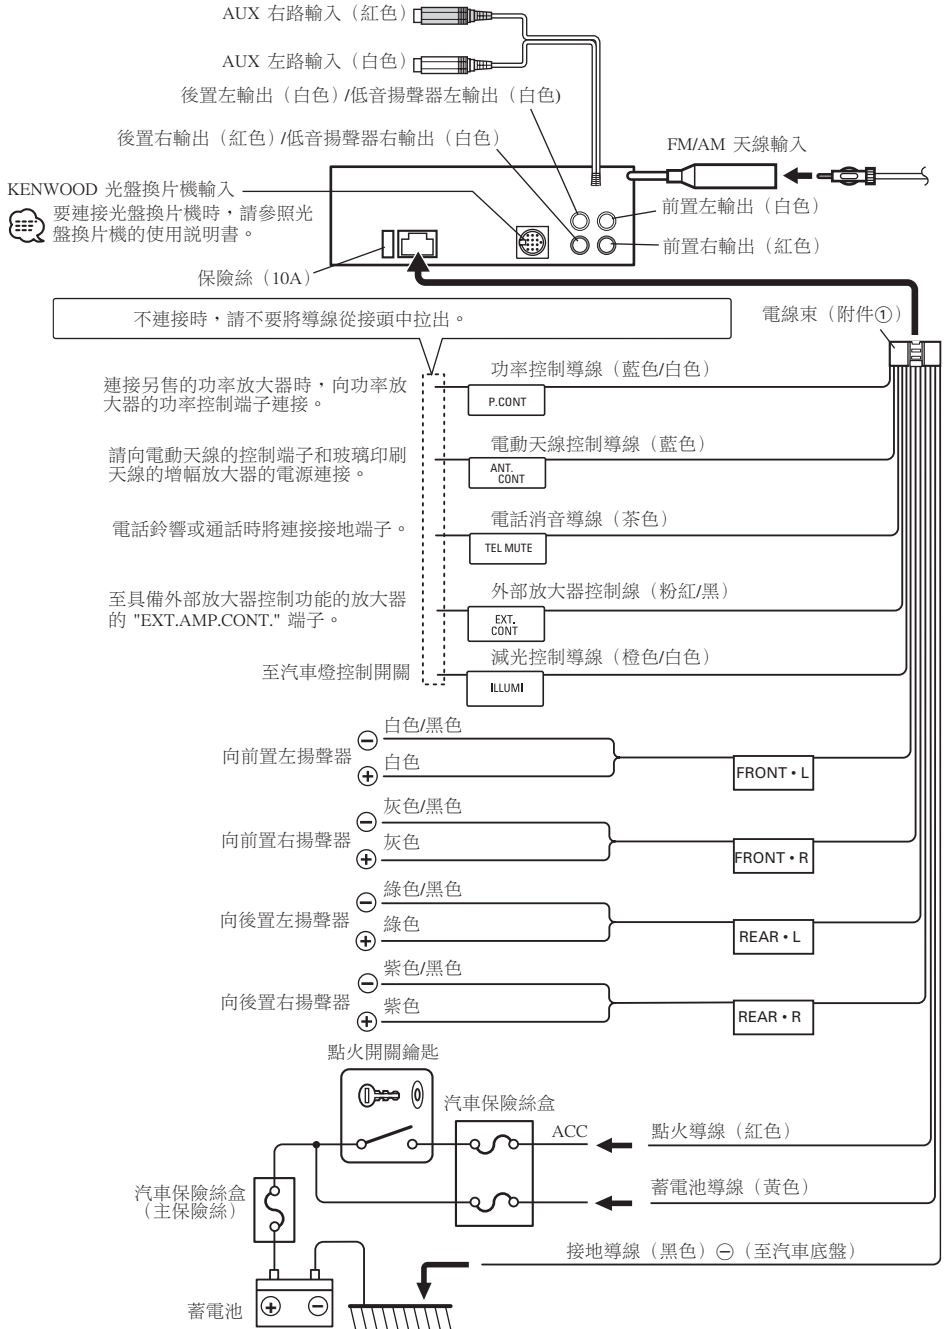 AUX 右路輸入（紅色）
AUX 左路輸入（白色）
後置左輸出（白色）/低音揚聲器左輸出（白色）
後置右輸出（紅色）/低音揚聲器右輸出（白色）
FM/AM 天線輸入
KENWOOD 光盤換片機輸入
要連接光盤換片機時，請參照光
盤換片機的使用説明書。
前置左輸出（白色）
前置右輸出（紅色）
保險絲（10A）
不連接時，請不要將導線從接頭中拉出。
電線束（附件①）
連接另售的功率放大器時，向功率放
大器的功率控制端子連接。
功率控制導線（藍色/白色）
P.CONT
請向電動天線的控制端子和玻璃印刷
天線的增幅放大器的電源連接。
電動天線控制導線（藍色）
ANT.
CONT
電話鈴響或通話時將連接接地端子。
電話消音導線（茶色）
TEL MUTE
至具備外部放大器控制功能的放大器
的 "EXT.AMP.CONT." 端子。
外部放大器控制線（粉紅/黑）
EXT.
CONT
至汽車燈控制開關
減光控制導線（橙色/白色）
ILLUMI
向前置左揚聲器
⊖ 白色/黑色
⊕ 白色
FRONT • L
向前置右揚聲器
⊖ 灰色/黑色
⊕ 灰色
FRONT • R
向後置左揚聲器
⊖ 綠色/黑色
⊕ 綠色
REAR • L
向後置右揚聲器
⊖ 紫色/黑色
⊕ 紫色
REAR • R
點火開關鑰匙
汽車保險絲盒
ACC
點火導線（紅色）
汽車保險絲盒
（主保險絲）
蓄電池導線（黃色）
接地導線（黑色）⊖（至汽車底盤）
蓄電池
⊕ ⊖